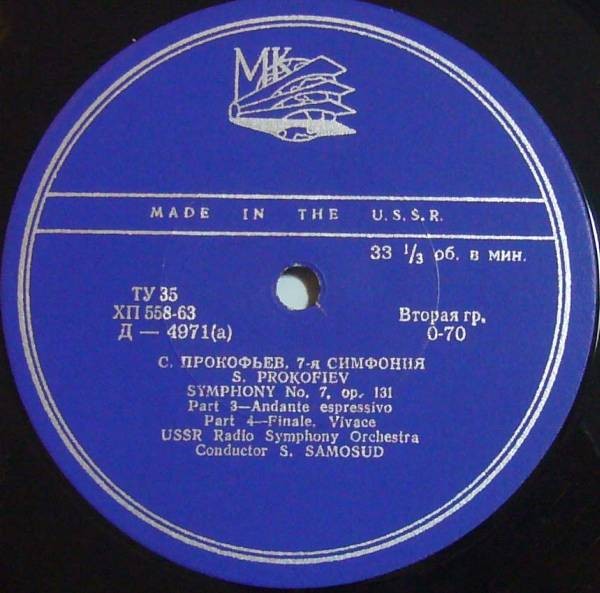 МК
MADE IN THE U.S.S.R.
33 1/3 об. в мин.
ТУ 35
ХП 558-63
Д — 4971(а)
Вторая гр.
0-70
С. ПРОКОФЬЕВ, 7-я СИМФОНИЯ
S. PROKOFIEV
SYMPHONY No. 7, op. 131
Part 3—Andante espressivo
Part 4—Finale. Vivace
USSR Radio Symphony Orchestra
Conductor S. SAMOSUD